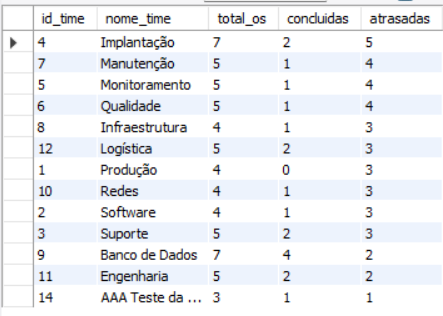 id_time nome_time total_os concluidas atrasadas
4 Implantação 7 2 5
7 Manutenção 5 1 4
5 Monitoramento 5 1 4
6 Qualidade 5 1 4
8 Infraestrutura 4 1 3
12 Logística 5 2 3
1 Produção 4 0 3
10 Redes 4 1 3
2 Software 4 1 3
3 Suporte 5 2 3
9 Banco de Dados 7 4 2
11 Engenharia 5 2 2
14 AAA Teste da ... 3 1 1